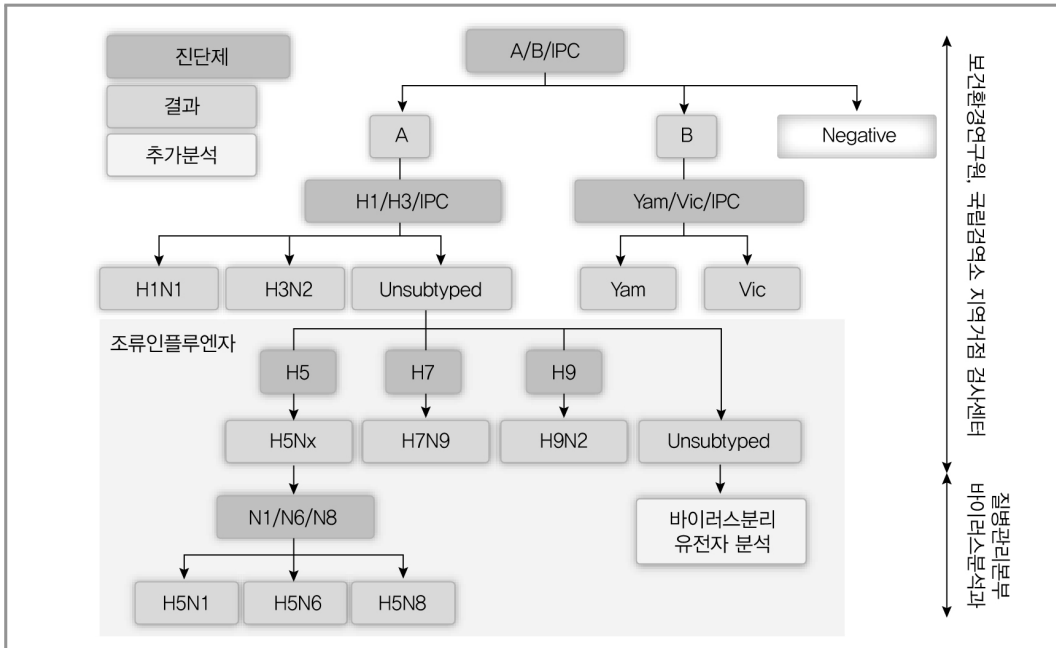 진단제
결과
추가분석
A/B/IPC
A
B
Negative
H1/H3/IPC
Yam/Vic/IPC
H1N1
H3N2
Unsubtyped
Yam
Vic
조류인플루엔자
H5
H7
H9
H5Nx
H7N9
H9N2
Unsubtyped
N1/N6/N8
바이러스분리
유전자 분석
H5N1
H5N6
H5N8
보건환경연구원, 국립검역소 지역거점 검사센터
질병관리본부
바이러스분석과